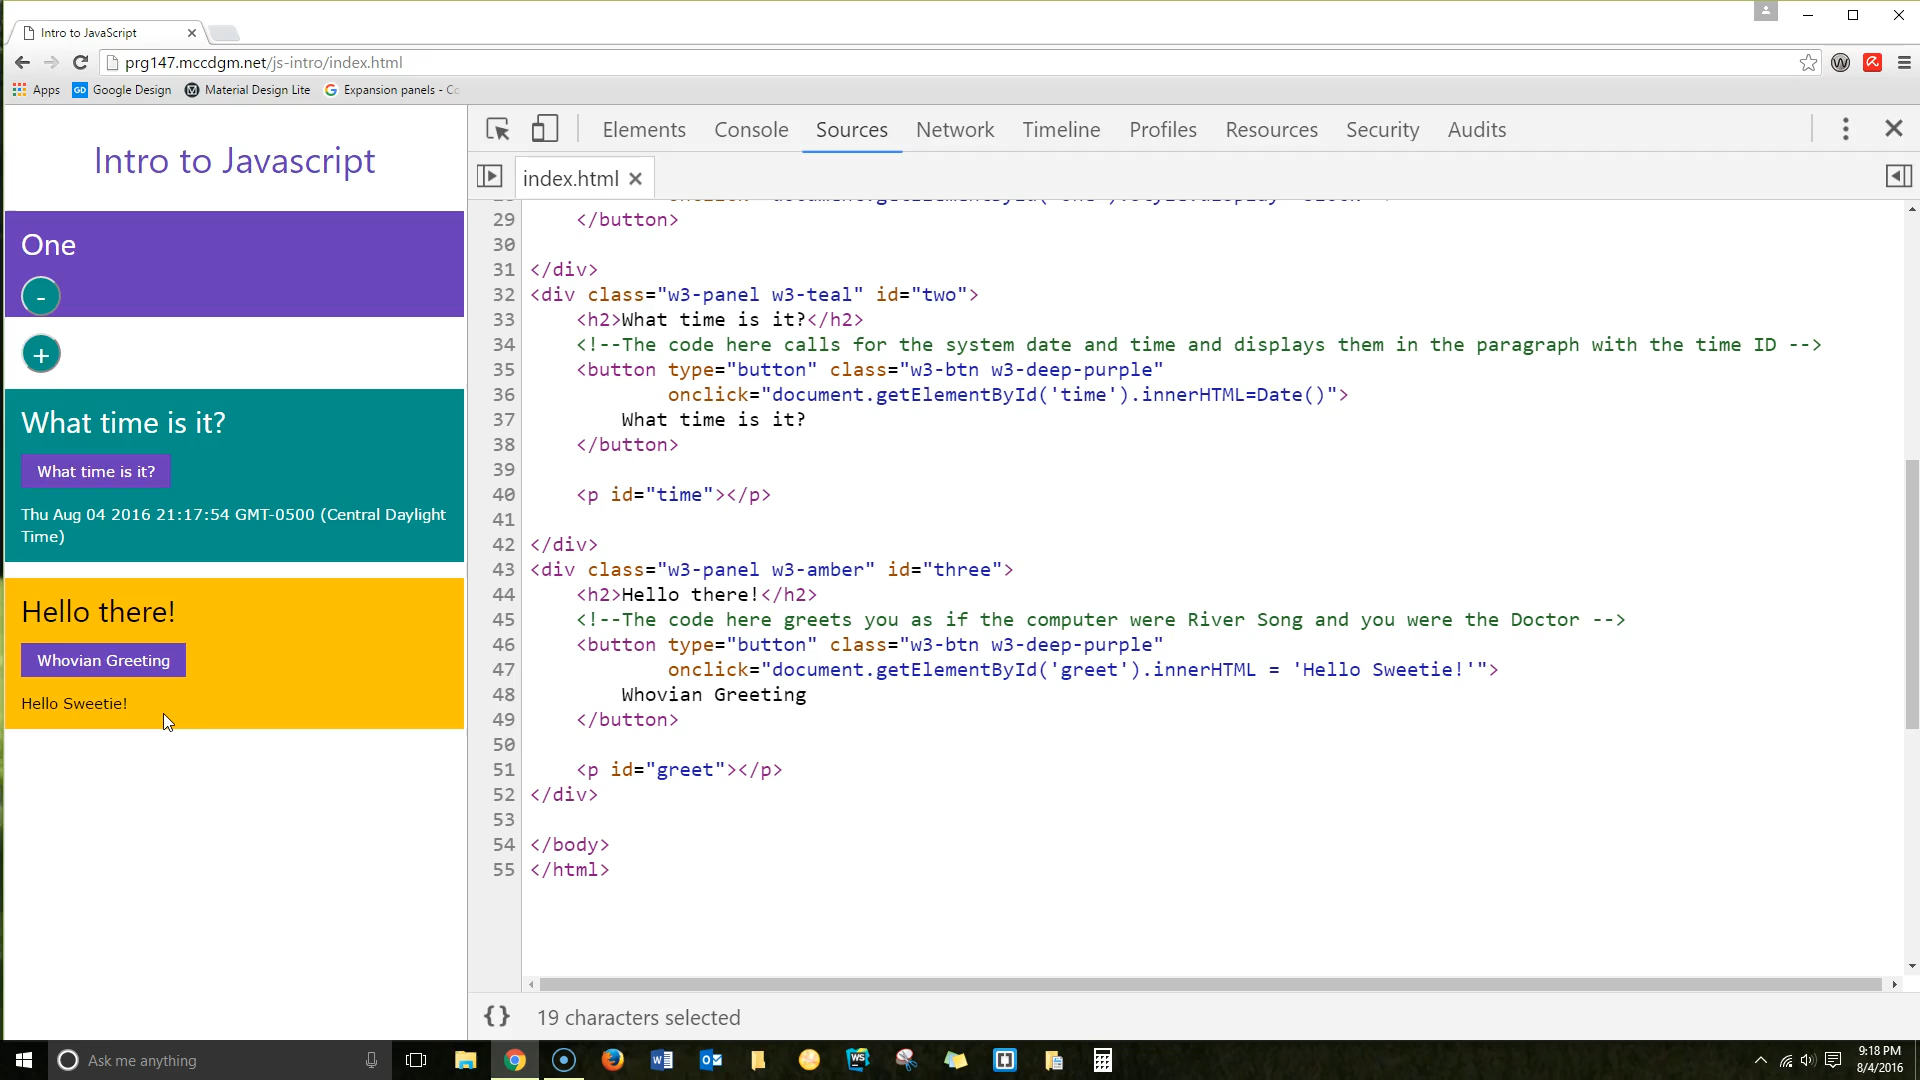 Intro to JavaScript
prg147.mccdgm.net/js-intro/index.html
Apps GD Google Design Material Design Lite Expansion panels - Co
Elements Console Sources Network Timeline Profiles Resources Security Audits
index.html
Intro to Javascript
One
-
+
What time is it?
What time is it?
Thu Aug 04 2016 21:17:54 GMT-0500 (Central Daylight
Time)
Hello there!
Whovian Greeting
Hello Sweetie!
29 </button>
30
31 </div>
32 <div class="w3-panel w3-teal" id="two">
33 <h2>What time is it?</h2>
34 <!--The code here calls for the system date and time and displays them in the paragraph with the time ID -->
35 <button type="button" class="w3-btn w3-deep-purple"
36 onclick="document.getElementById('time').innerHTML=Date()">
37 What time is it?
38 </button>
39
40 <p id="time"></p>
41
42 </div>
43 <div class="w3-panel w3-amber" id="three">
44 <h2>Hello there!</h2>
45 <!--The code here greets you as if the computer were River Song and you were the Doctor -->
46 <button type="button" class="w3-btn w3-deep-purple"
47 onclick="document.getElementById('greet').innerHTML = 'Hello Sweetie!'">
48 Whovian Greeting
49 </button>
50
51 <p id="greet"></p>
52 </div>
53
54 </body>
55 </html>
{} 19 characters selected
Ask me anything
9:18 PM
8/4/2016